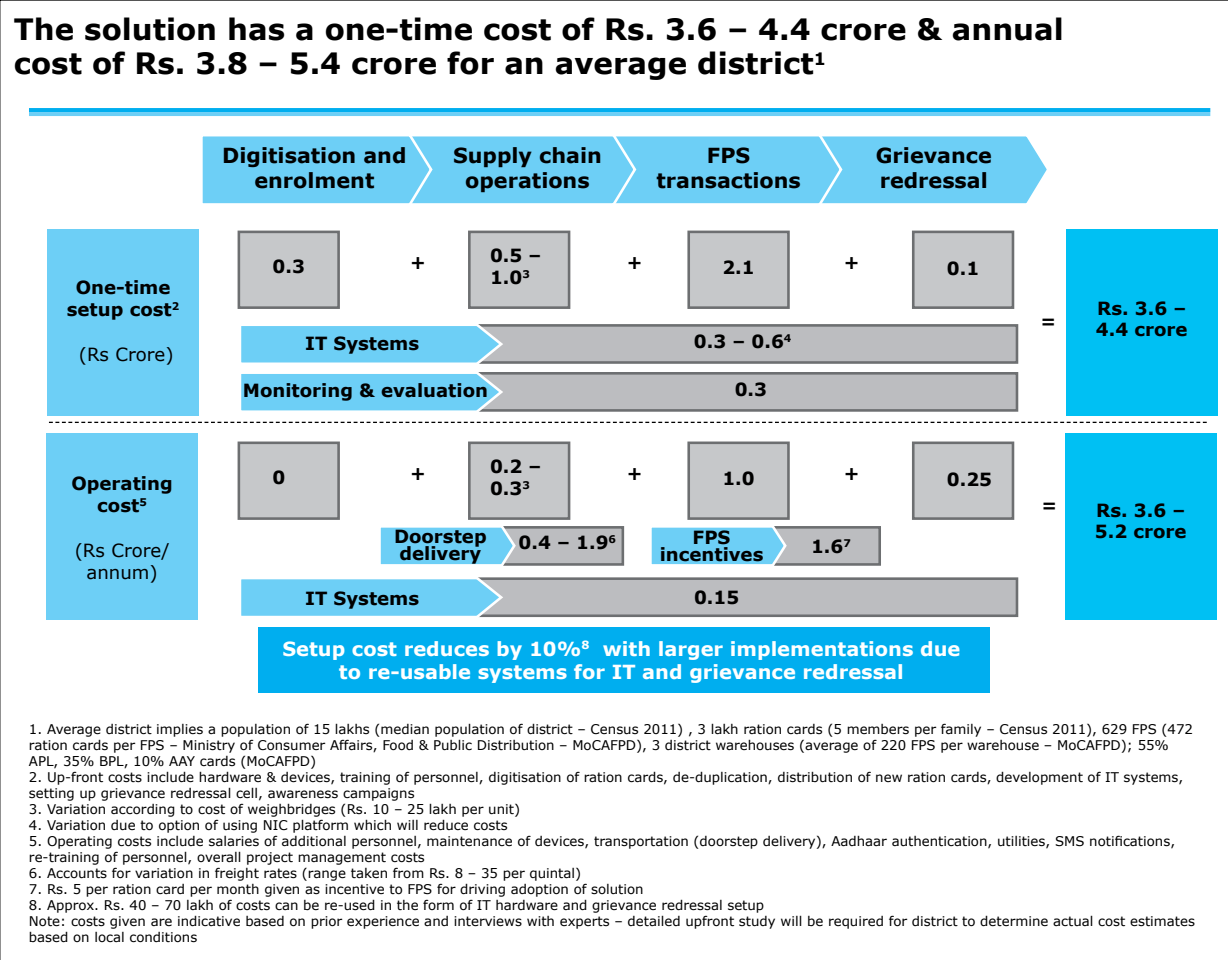 The solution has a one-time cost of Rs. 3.6 – 4.4 crore & annual
cost of Rs. 3.8 – 5.4 crore for an average district¹
Digitisation and
enrolment
Supply chain
operations
FPS
transactions
Grievance
redressal
One-time
setup cost²
(Rs Crore)
0.3
+
0.5 –
1.0³
+
2.1
+
0.1
IT Systems
0.3 – 0.6⁴
Monitoring & evaluation
0.3
=
Rs. 3.6 –
4.4 crore
Operating
cost⁵
(Rs Crore/
annum)
0
+
0.2 –
0.3³
+
1.0
+
0.25
Doorstep
delivery
0.4 – 1.9⁶
FPS
incentives
1.6⁷
IT Systems
0.15
=
Rs. 3.6 –
5.2 crore
Setup cost reduces by 10%⁸ with larger implementations due
to re-usable systems for IT and grievance redressal
1. Average district implies a population of 15 lakhs (median population of district – Census 2011) , 3 lakh ration cards (5 members per family – Census 2011), 629 FPS (472
ration cards per FPS – Ministry of Consumer Affairs, Food & Public Distribution – MoCAFPD), 3 district warehouses (average of 220 FPS per warehouse – MoCAFPD); 55%
APL, 35% BPL, 10% AAY cards (MoCAFPD)
2. Up-front costs include hardware & devices, training of personnel, digitisation of ration cards, de-duplication, distribution of new ration cards, development of IT systems,
setting up grievance redressal cell, awareness campaigns
3. Variation according to cost of weighbridges (Rs. 10 – 25 lakh per unit)
4. Variation due to option of using NIC platform which will reduce costs
5. Operating costs include salaries of additional personnel, maintenance of devices, transportation (doorstep delivery), Aadhaar authentication, utilities, SMS notifications,
re-training of personnel, overall project management costs
6. Accounts for variation in freight rates (range taken from Rs. 8 – 35 per quintal)
7. Rs. 5 per ration card per month given as incentive to FPS for driving adoption of solution
8. Approx. Rs. 40 – 70 lakh of costs can be re-used in the form of IT hardware and grievance redressal setup
Note: costs given are indicative based on prior experience and interviews with experts – detailed upfront study will be required for district to determine actual cost estimates
based on local conditions